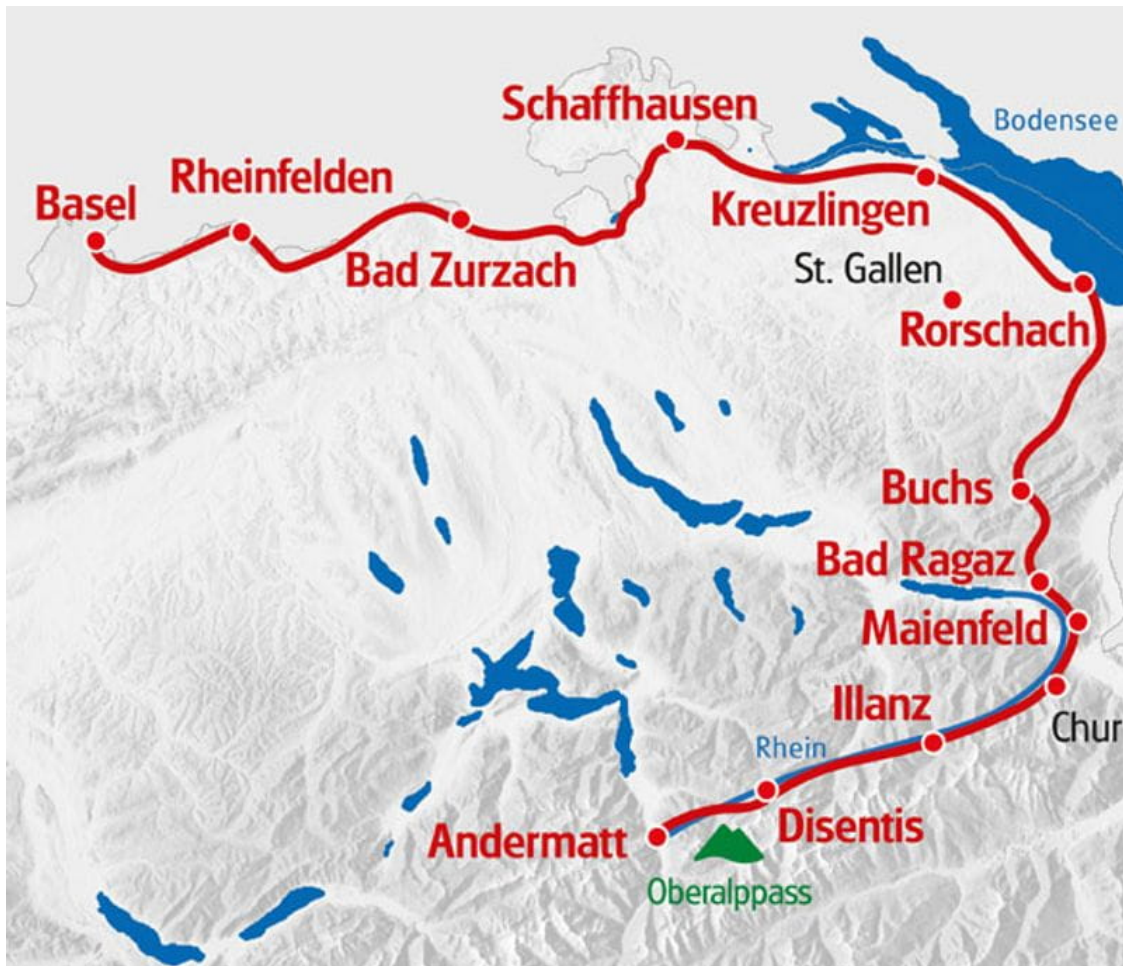 Schaffhausen
Bodensee
Rheinfelden
Basel
Kreuzlingen
Bad Zurzach
St. Gallen
Rorschach
Buchs
Bad Ragaz
Maienfeld
Illanz
Chur
Rhein
Disentis
Andermatt
Oberalppass